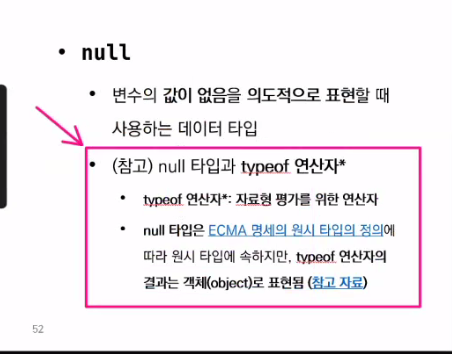 null
변수의 값이 없음을 의도적으로 표현할 때
사용하는 데이터 타입
(참고) null 타입과 typeof 연산자*
typeof 연산자*: 자료형 평가를 위한 연산자
null 타입은 ECMA 명세의 원시 타입의 정의에
따라 원시 타입에 속하지만, typeof 연산자의
결과는 객체(object)로 표현됨 (참고 자료)
52